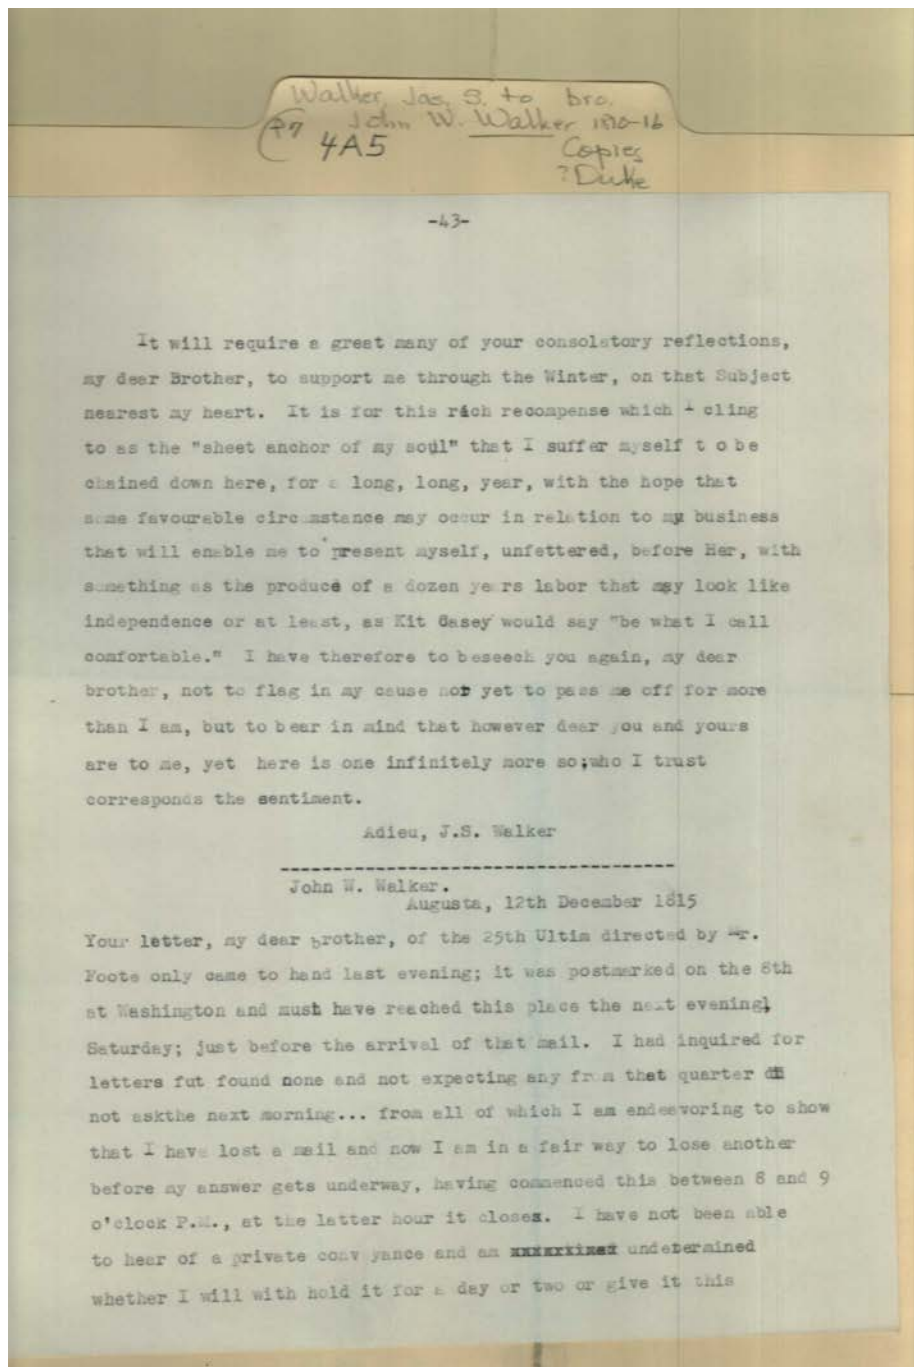 Walker, Jas. S. to bro.
John W. Walker 1810-16
P7
4A5
Copies
?Duke
-43-
It will require a great many of your consolatory reflections,
my dear Brother, to support me through the Winter, on that Subject
nearest my heart. It is for this rich recompense which I cling
to as the "sheet anchor of my soul" that I suffer myself t o be
chained down here, for a long, long, year, with the hope that
some favourable circumstance may occur in relation to my business
that will enable me to present myself, unfettered, before Her, with
something as the produce of a dozen years labor that may look like
independence or at least, as Kit Casey would say "be what I call
comfortable." I have therefore to beseech you again, my dear
brother, not to flag in my cause nor yet to pass me off for more
than I am, but to bear in mind that however dear you and yours
are to me, yet here is one infinitely more so;who I trust
corresponds the sentiment.
Adieu, J.S. Walker
John W. Walker.
Augusta, 12th December 1815
Your letter, my dear brother, of the 25th Ultim directed by Mr.
Foote only came to hand last evening; it was postmarked on the 8th
at Washington and must have reached this place the next evening,
Saturday; just before the arrival of that mail. I had inquired for
letters fut found none and not expecting any from that quarter
not askthe next morning... from all of which I am endeavoring to show
that I have lost a mail and now I am in a fair way to lose another
before my answer gets underway, having commenced this between 8 and 9
o'clock P.M., at the latter hour it closes. I have not been able
to hear of a private conveyance and am undetermined
whether I will with hold it for a day or two or give it this